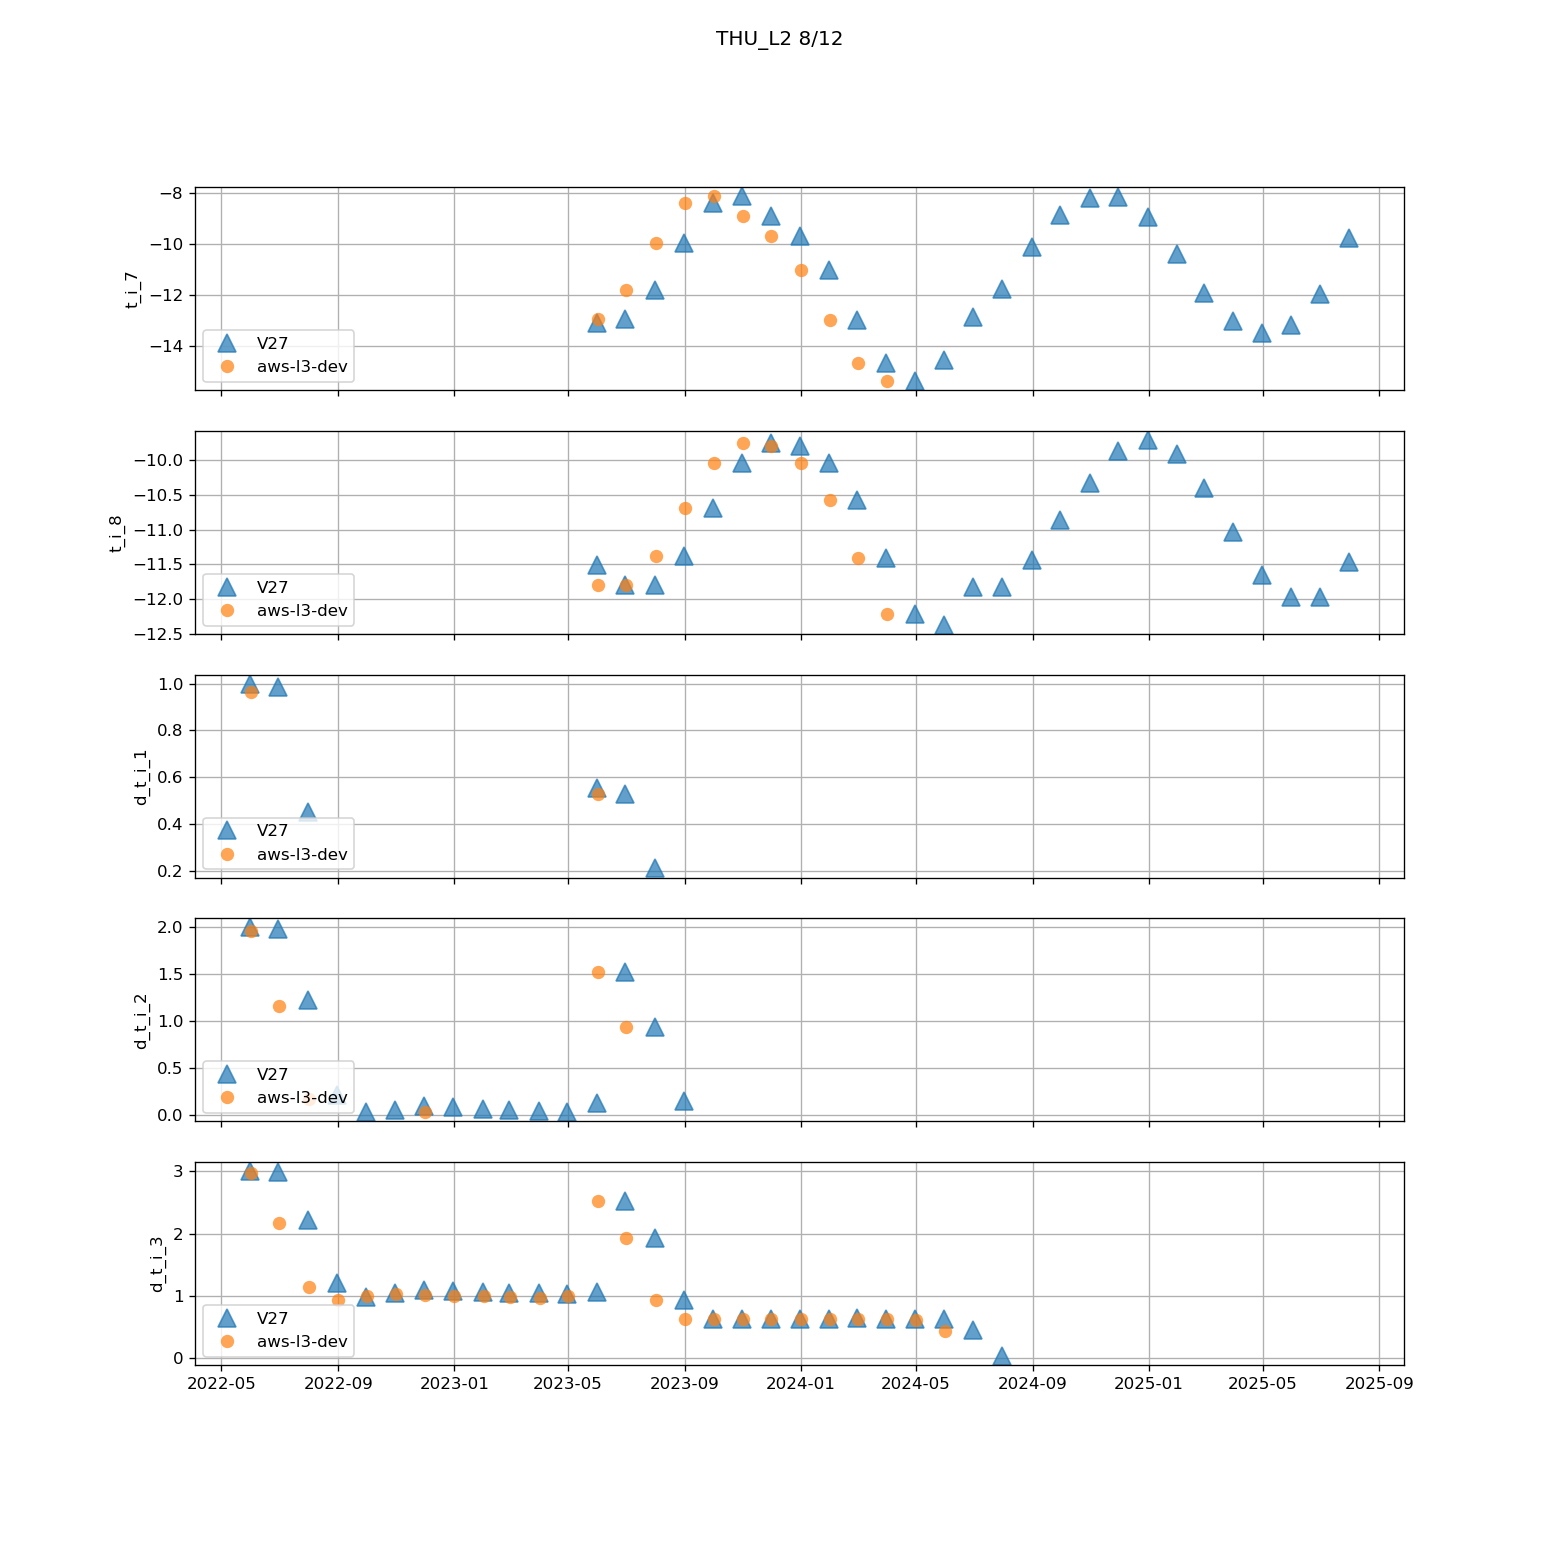 THU_L2 8/12
−8
−10
−12
−14
t_i_7
V27
aws-l3-dev
−10.0
−10.5
−11.0
−11.5
−12.0
−12.5
t_i_8
V27
aws-l3-dev
1.0
0.8
0.6
0.4
0.2
d_t_i_1
V27
aws-l3-dev
2.0
1.5
1.0
0.5
0.0
d_t_i_2
V27
aws-l3-dev
3
2
1
0
d_t_i_3
V27
aws-l3-dev
2022-05 2022-09 2023-01 2023-05 2023-09 2024-01 2024-05 2024-09 2025-01 2025-05 2025-09